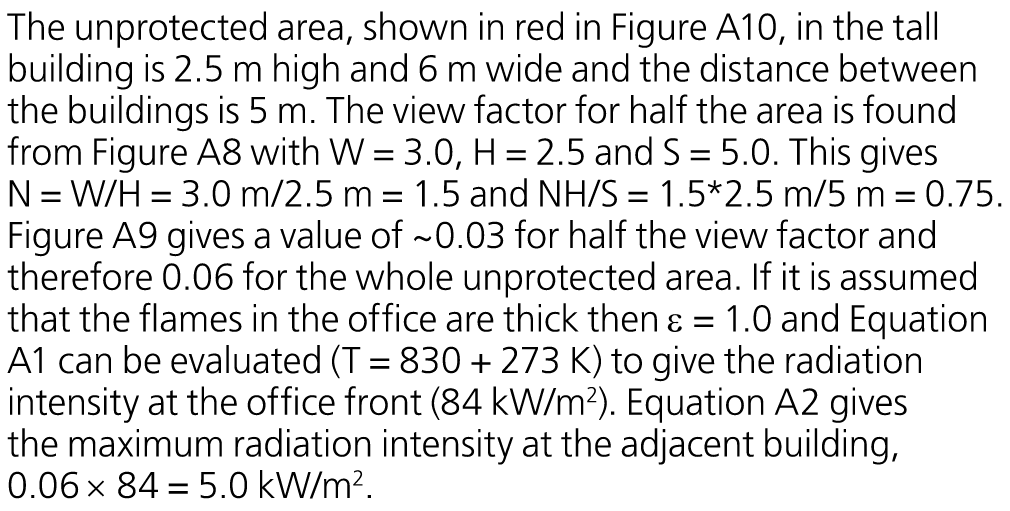 The unprotected area, shown in red in Figure A10, in the tall
building is 2.5 m high and 6 m wide and the distance between
the buildings is 5 m. The view factor for half the area is found
from Figure A8 with W = 3.0, H = 2.5 and S = 5.0. This gives
N = W/H = 3.0 m/2.5 m = 1.5 and NH/S = 1.5*2.5 m/5 m = 0.75.
Figure A9 gives a value of ~0.03 for half the view factor and
therefore 0.06 for the whole unprotected area. If it is assumed
that the flames in the office are thick then ε = 1.0 and Equation
A1 can be evaluated (T = 830 + 273 K) to give the radiation
intensity at the office front (84 kW/m²). Equation A2 gives
the maximum radiation intensity at the adjacent building,
0.06 × 84 = 5.0 kW/m².